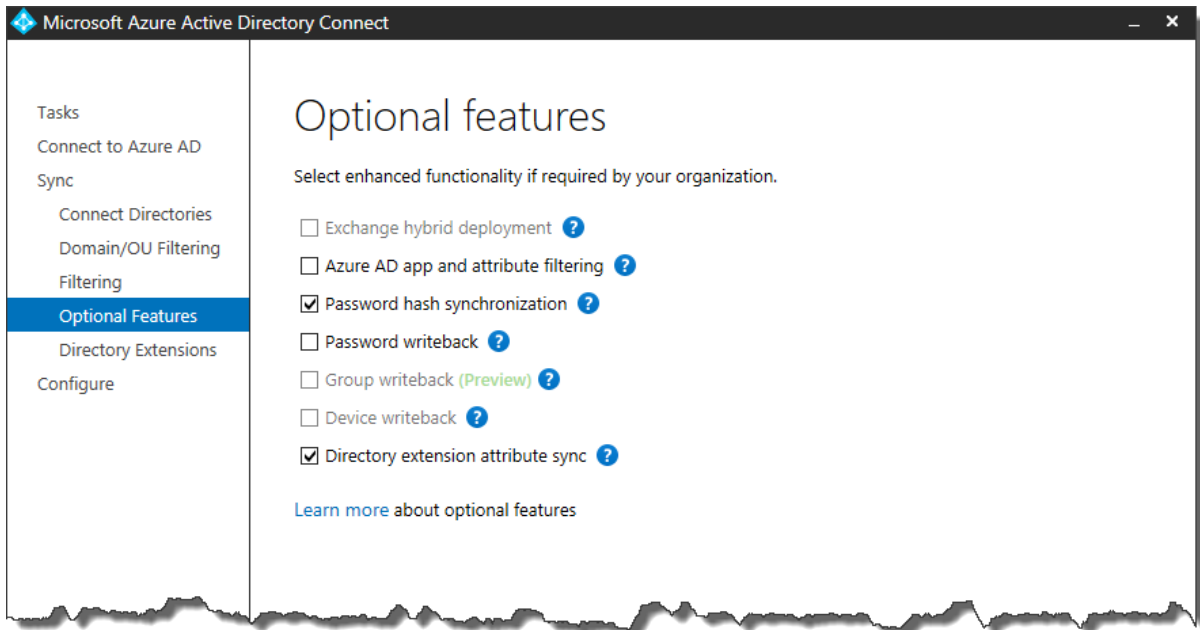 Microsoft Azure Active Directory Connect
Tasks
Connect to Azure AD
Sync
Connect Directories
Domain/OU Filtering
Filtering
Optional Features
Directory Extensions
Configure
Optional features
Select enhanced functionality if required by your organization.
Exchange hybrid deployment ?
Azure AD app and attribute filtering ?
Password hash synchronization ?
Password writeback ?
Group writeback (Preview) ?
Device writeback ?
Directory extension attribute sync ?
Learn more about optional features